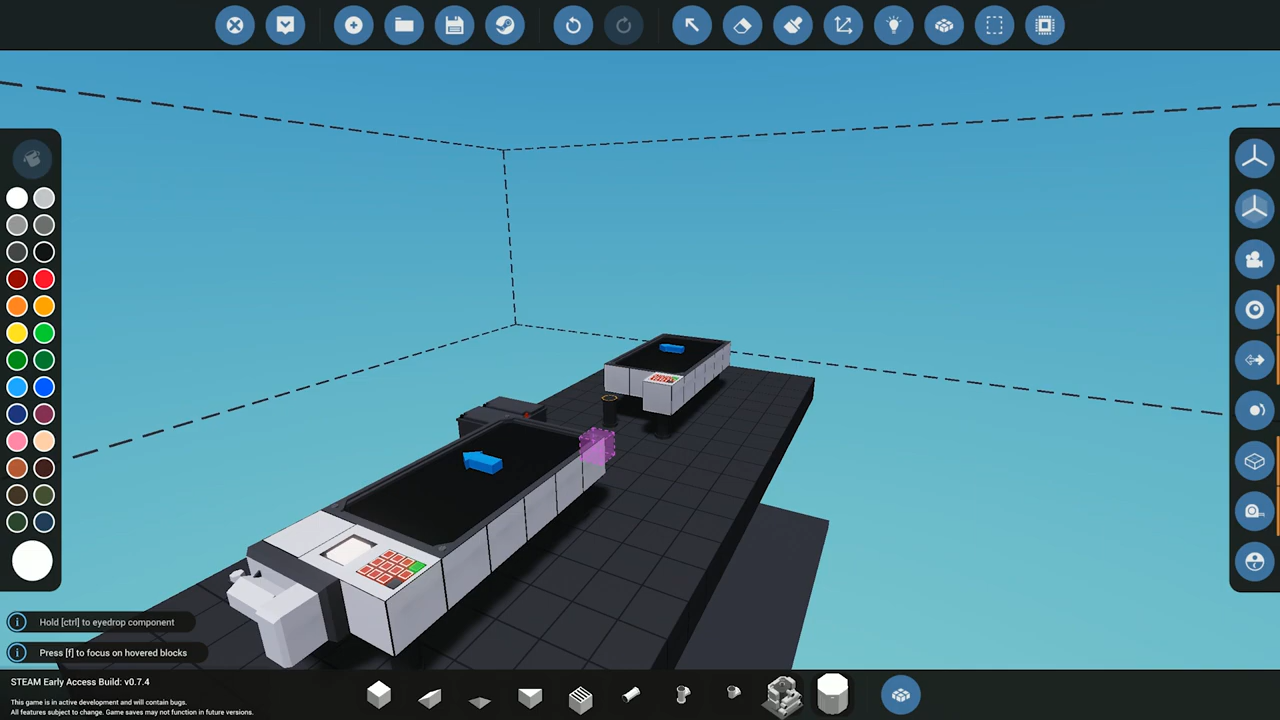 Hold [ctrl] to eyedrop component
Press [f] to focus on hovered blocks
STEAM Early Access Build: v0.7.4
This game is in active development and will contain bugs.
All features subject to change. Game saves may not function in future versions.